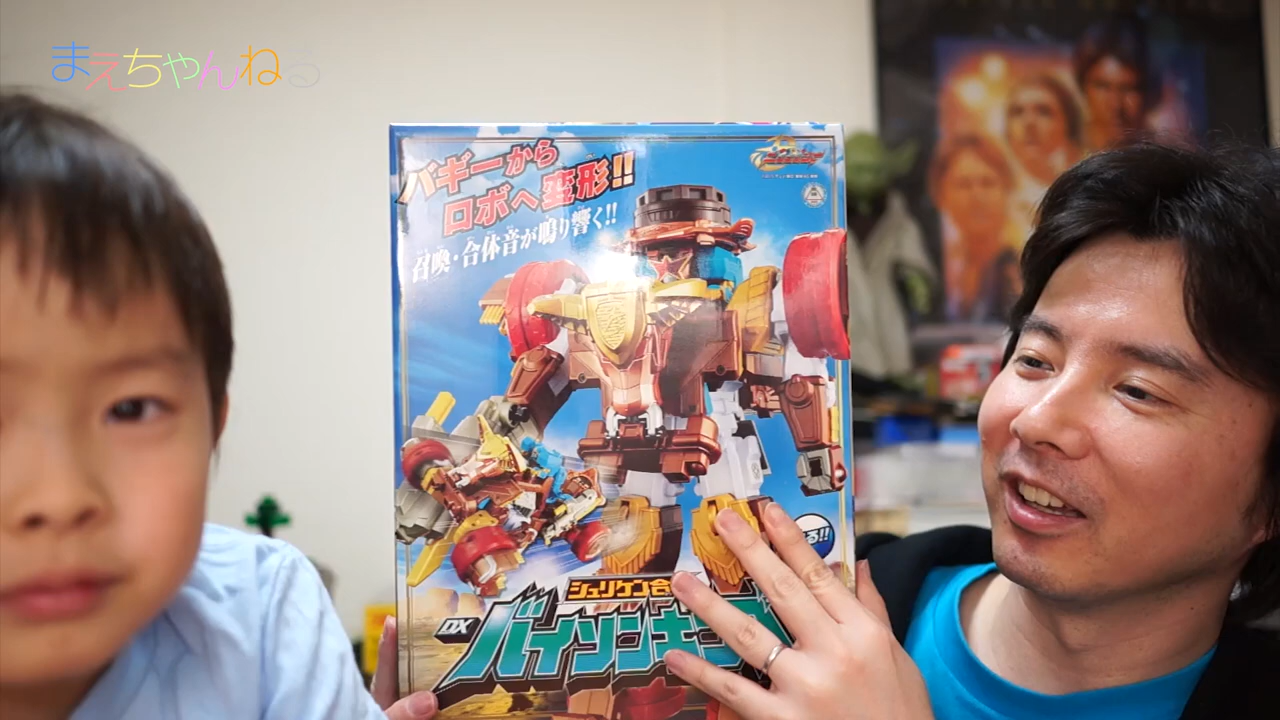 まえちゃんねる
バギーから
ロボへ変形!!
召喚・合体音が鳴り響く!!
る!!
シュリケン合
DX
バイソンキング